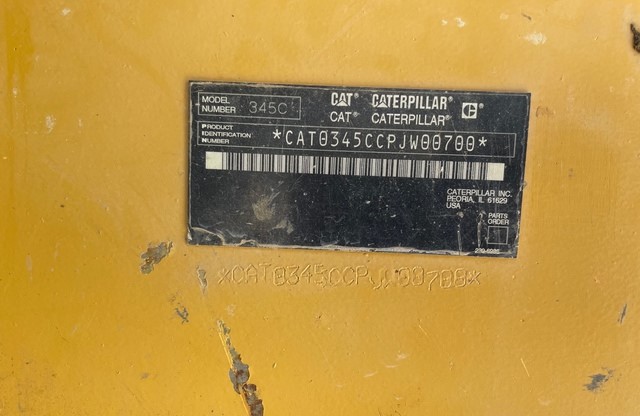 MODEL NUMBER 345C
CAT® CATERPILLAR®
CAT® CATERPILLAR®
PRODUCT
IDENTIFICATION
NUMBER
*CAT0345CCPJW00700*
CATERPILLAR INC.
PEORIA, IL 61629
USA
PARTS
ORDER
*CAT0345CCPJW00700*